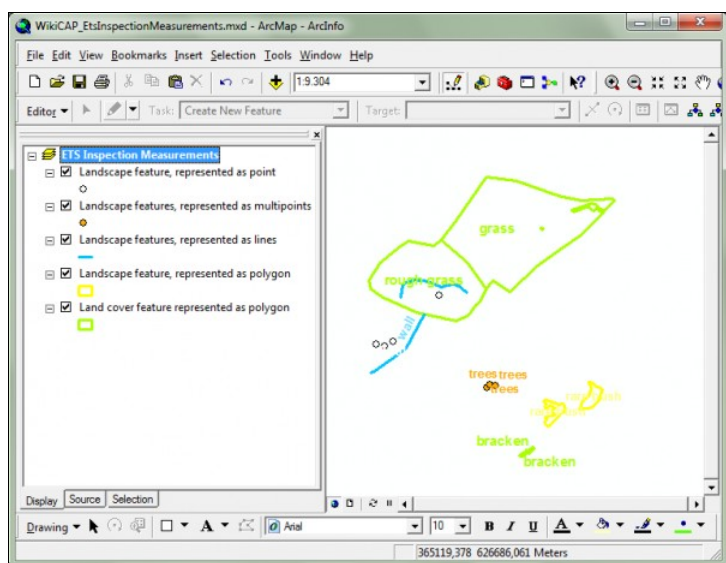 WikiCAP_EtsInspectionMeasurements.mxd - ArcMap - ArcInfo
File Edit View Bookmarks Insert Selection Tools Window Help
1:9.304
Editor Task: Create New Feature Target:
ETS Inspection Measurements
Landscape feature, represented as point
Landscape features, represented as multipoints
Landscape features, represented as lines
Landscape feature, represented as polygon
Land cover feature represented as polygon
grass
rough grass
wall
trees trees
trees
bracken
bracken
Display Source Selection
Drawing A Arial 10 B I U A
365119,378 626686,061 Meters